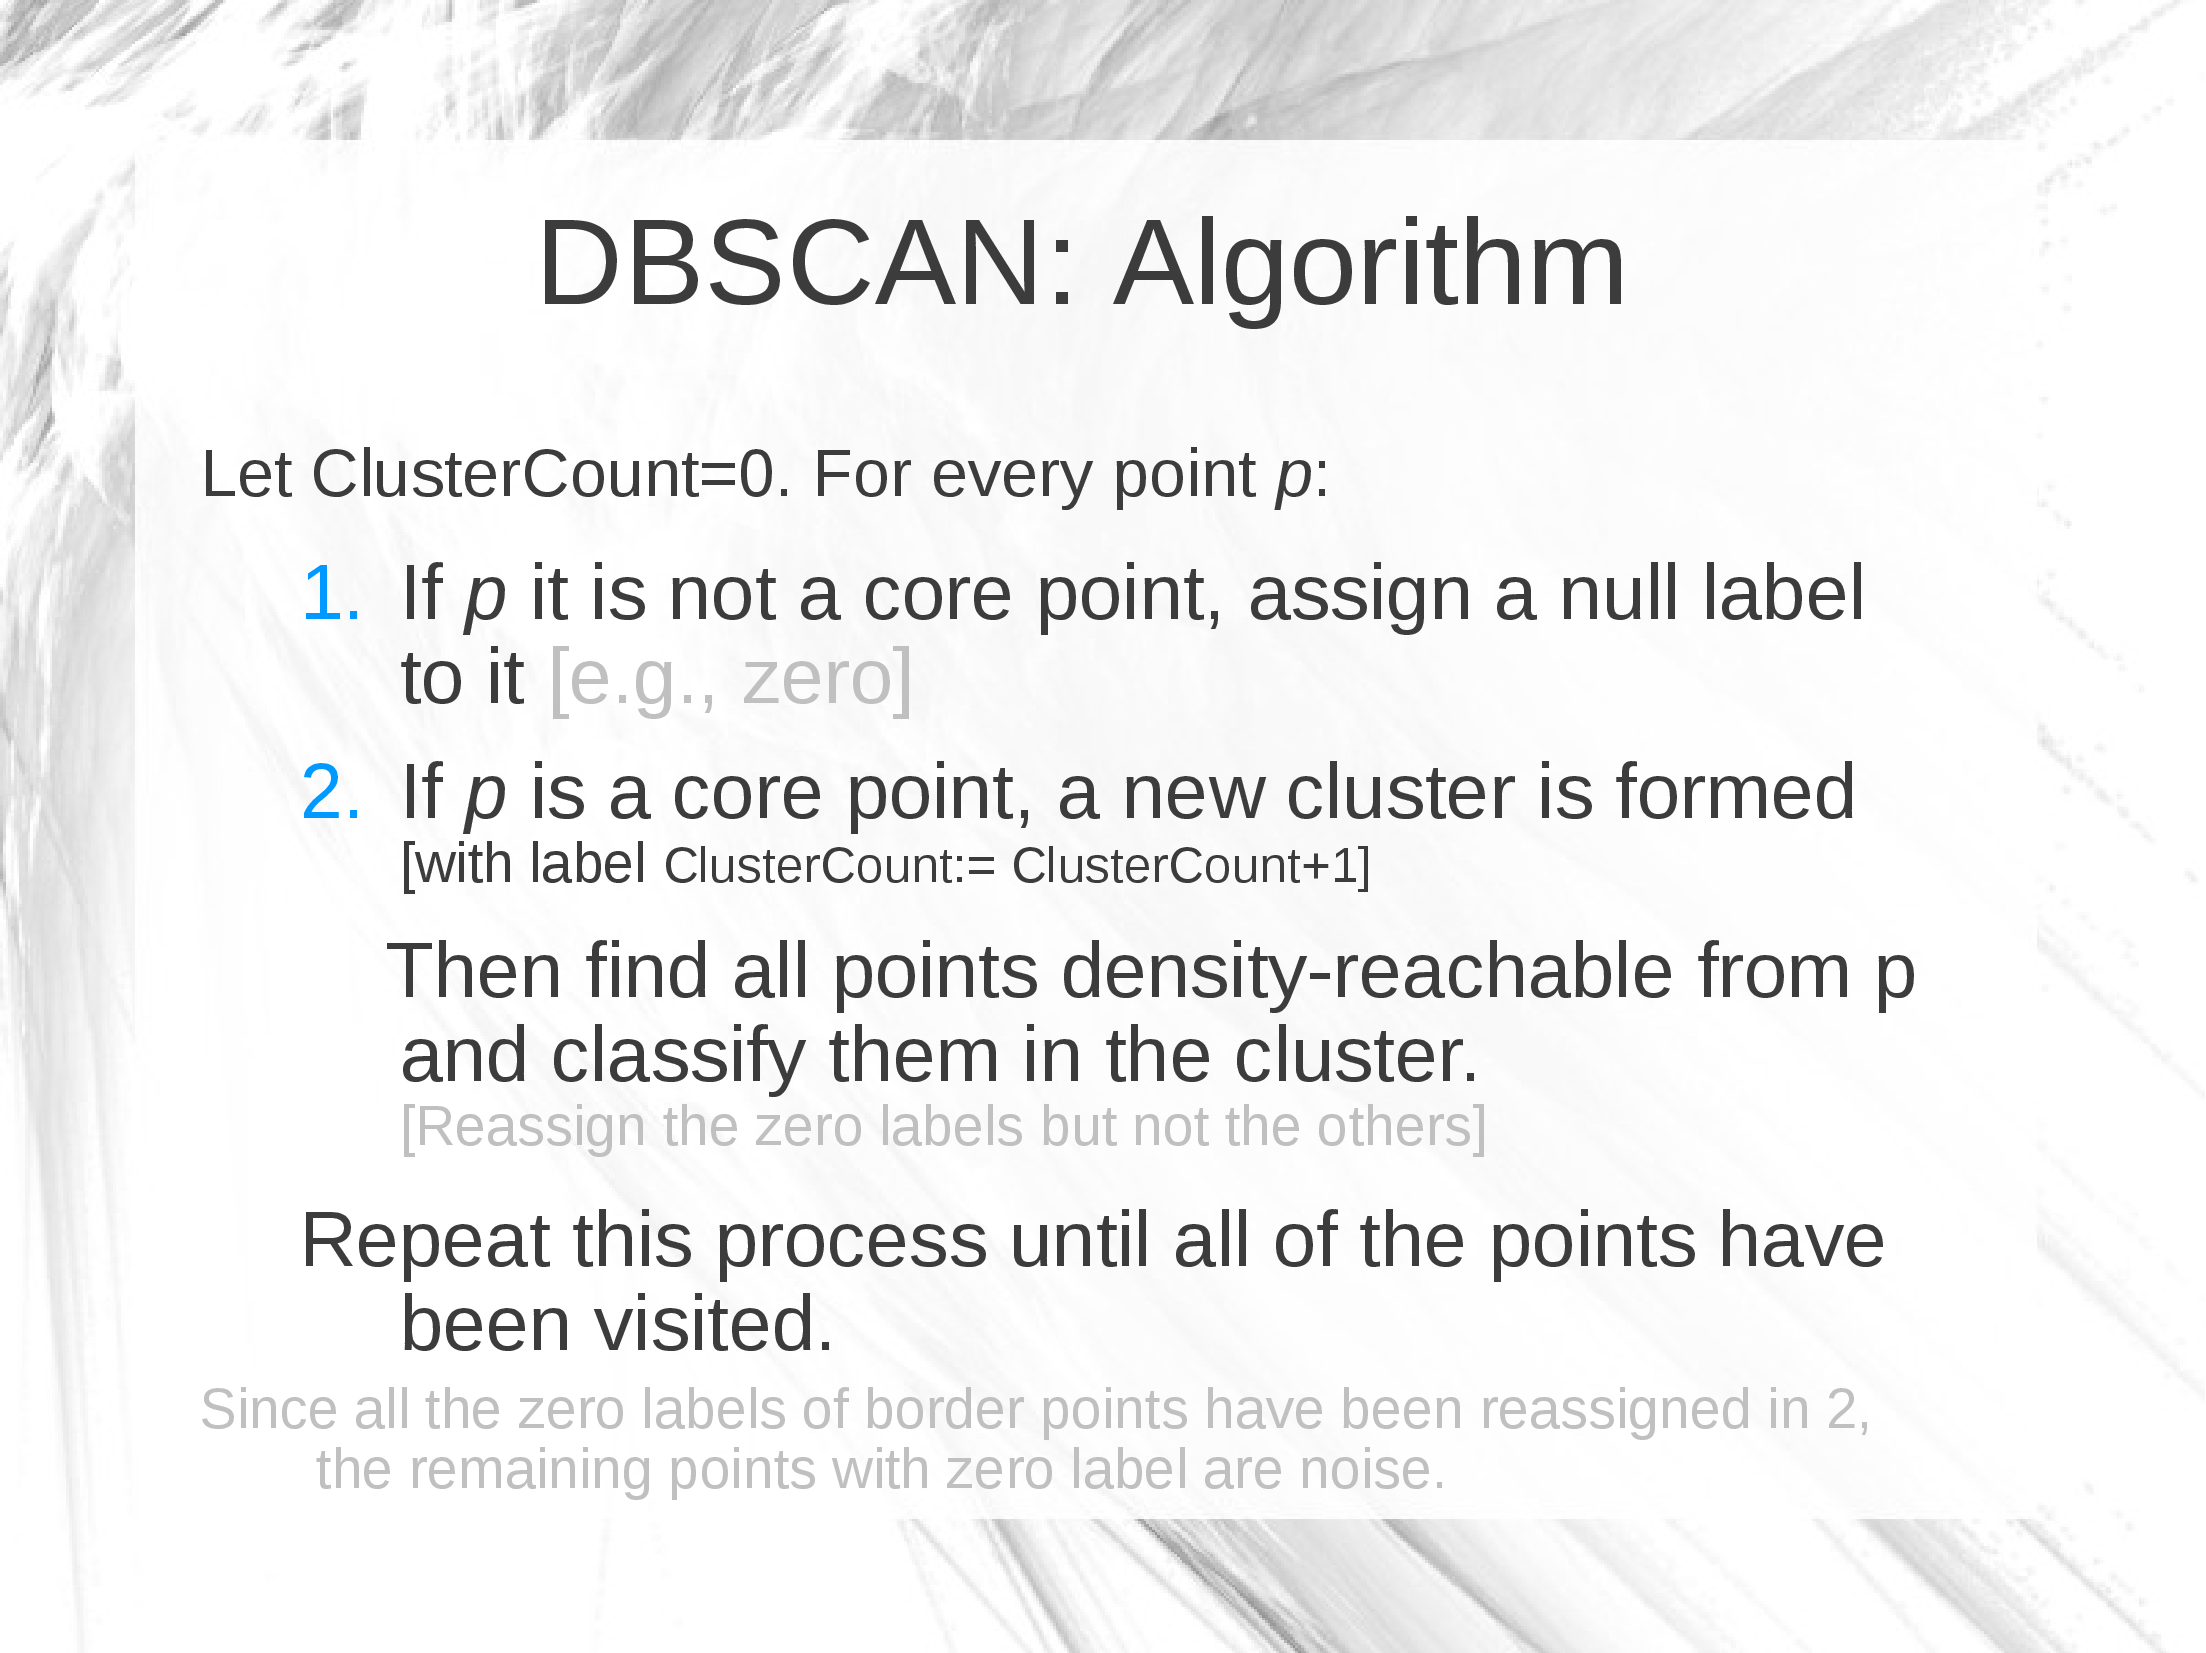 DBSCAN: Algorithm
Let ClusterCount=0. For every point p:
1. If p it is not a core point, assign a null label
to it [e.g., zero]
2. If p is a core point, a new cluster is formed
[with label ClusterCount:= ClusterCount+1]
Then find all points density-reachable from p
and classify them in the cluster.
[Reassign the zero labels but not the others]
Repeat this process until all of the points have
been visited.
Since all the zero labels of border points have been reassigned in 2,
the remaining points with zero label are noise.